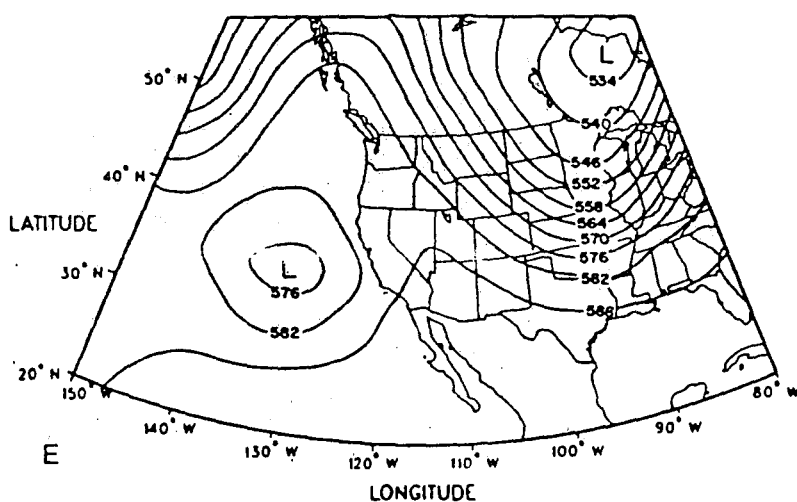 L
534
50° N
540
546
40° N
552
558
LATITUDE
564
570
576
30° N
L
582
576
588
582
20° N
150° W
80° W
140° W
90° W
E
130° W
100° W
120° W
110° W
LONGITUDE